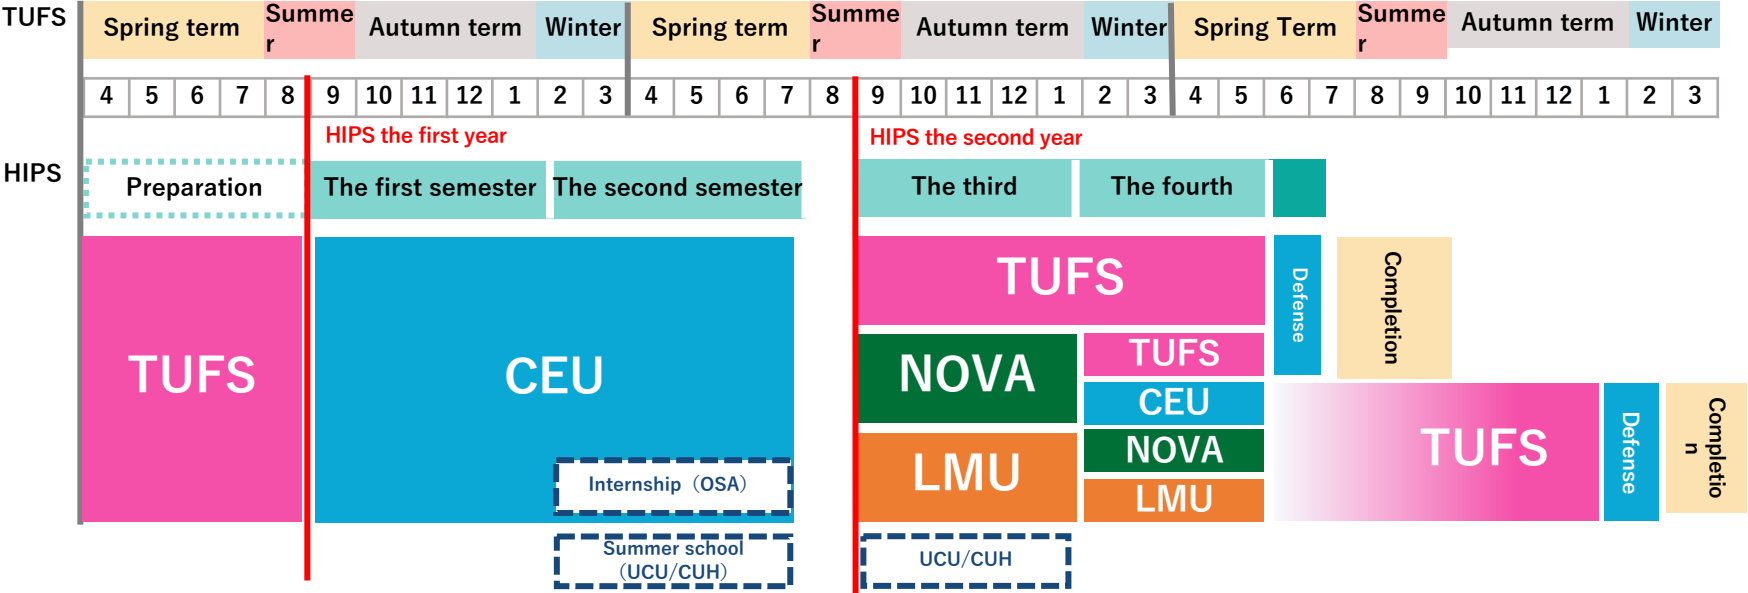 TUFS
Spring term
Summe
r
Autumn term
Winter
Spring term
Summe
r
Autumn term
Winter
Spring Term
Summe
r
Autumn term
Winter
4 5 6 7 8 9 10 11 12 1 2 3 4 5 6 7 8 9 10 11 12 1 2 3 4 5 6 7 8 9 10 11 12 1 2 3
HIPS the first year
HIPS the second year
HIPS
Preparation
The first semester
The second semester
The third
The fourth
TUFS
CEU
TUFS
Defense
Completion
NOVA
TUFS
CEU
LMU
NOVA
LMU
TUFS
Defense
Completio
n
Internship（OSA）
Summer school
（UCU/CUH）
UCU/CUH